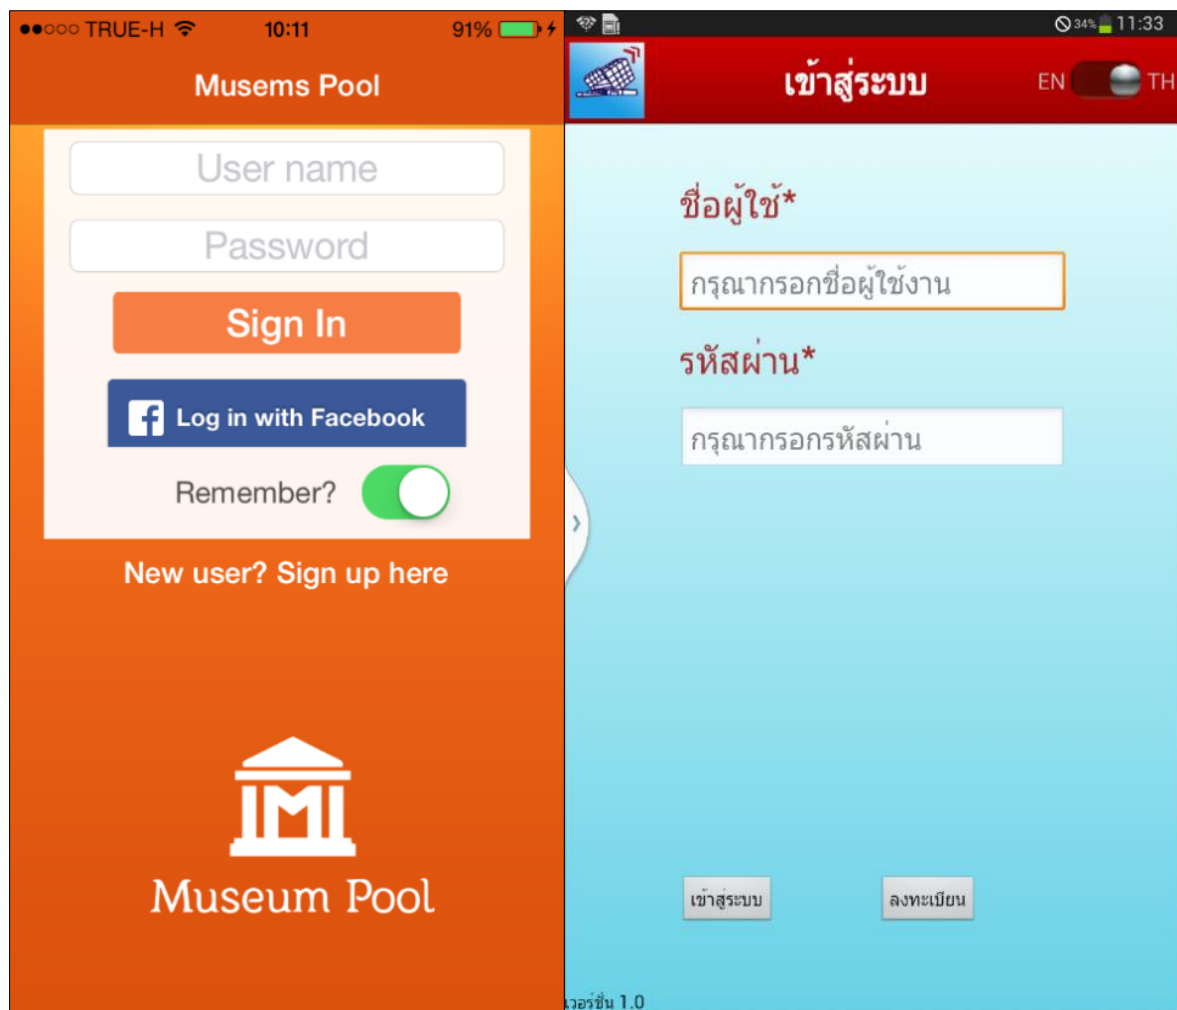 TRUE-H 10:11 91%
Musems Pool
User name
Password
Sign In
Log in with Facebook
Remember?
New user? Sign up here
Museum Pool
34% 11:33
เข้าสู่ระบบ EN TH
ชื่อผู้ใช้*
กรุณากรอกชื่อผู้ใช้งาน
รหัสผ่าน*
กรุณากรอกรหัสผ่าน
เข้าสู่ระบบ ลงทะเบียน
เวอร์ชั่น 1.0